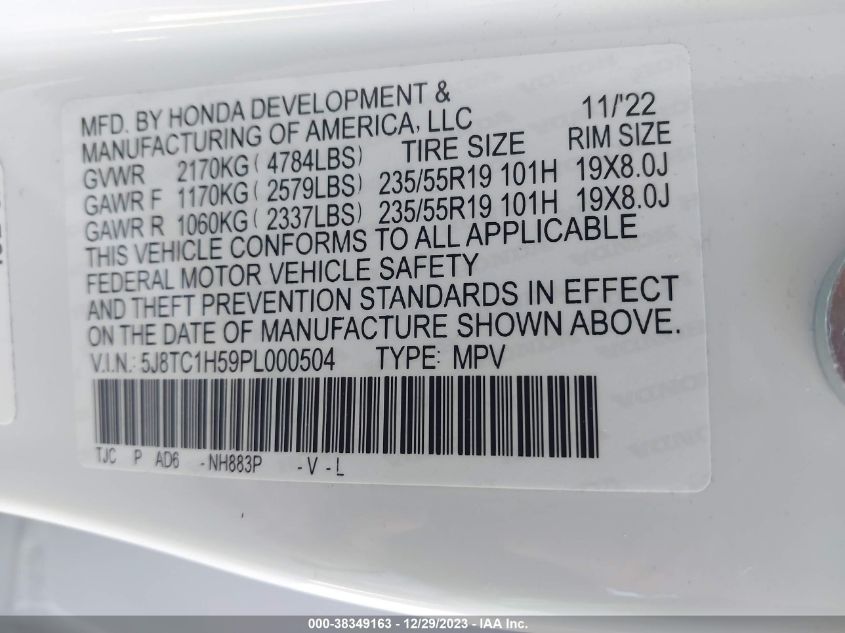 MFD. BY HONDA DEVELOPMENT & 11/'22
MANUFACTURING OF AMERICA, LLC
TIRE SIZE RIM SIZE
GVWR 2170KG( 4784LBS)
GAWR F 1170KG( 2579LBS) 235/55R19 101H 19X8.0J
GAWR R 1060KG( 2337LBS) 235/55R19 101H 19X8.0J
THIS VEHICLE CONFORMS TO ALL APPLICABLE
FEDERAL MOTOR VEHICLE SAFETY
AND THEFT PREVENTION STANDARDS IN EFFECT
ON THE DATE OF MANUFACTURE SHOWN ABOVE.
V.I.N.: 5J8TC1H59PL000504 TYPE: MPV
TJC P AD6 -NH883P -V -L
000-38349163 - 12/29/2023 - Copyright © IAA, Inc.